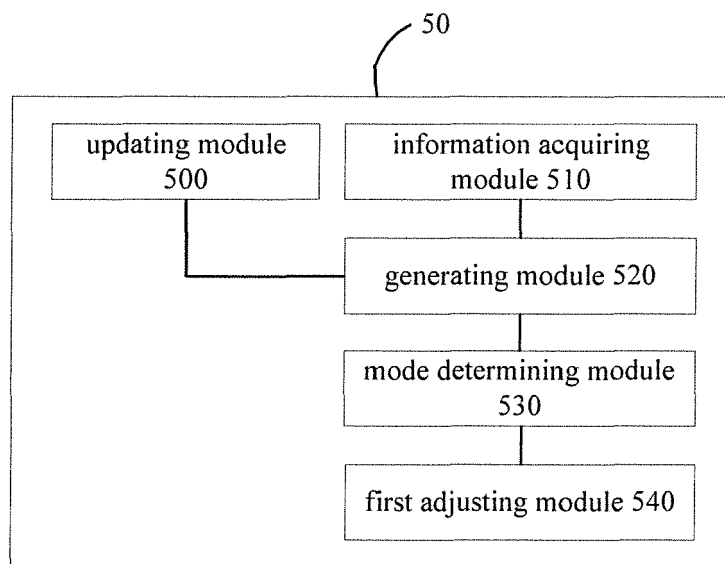 50
updating module
500
information acquiring
module 510
generating module 520
mode determining module
530
first adjusting module 540